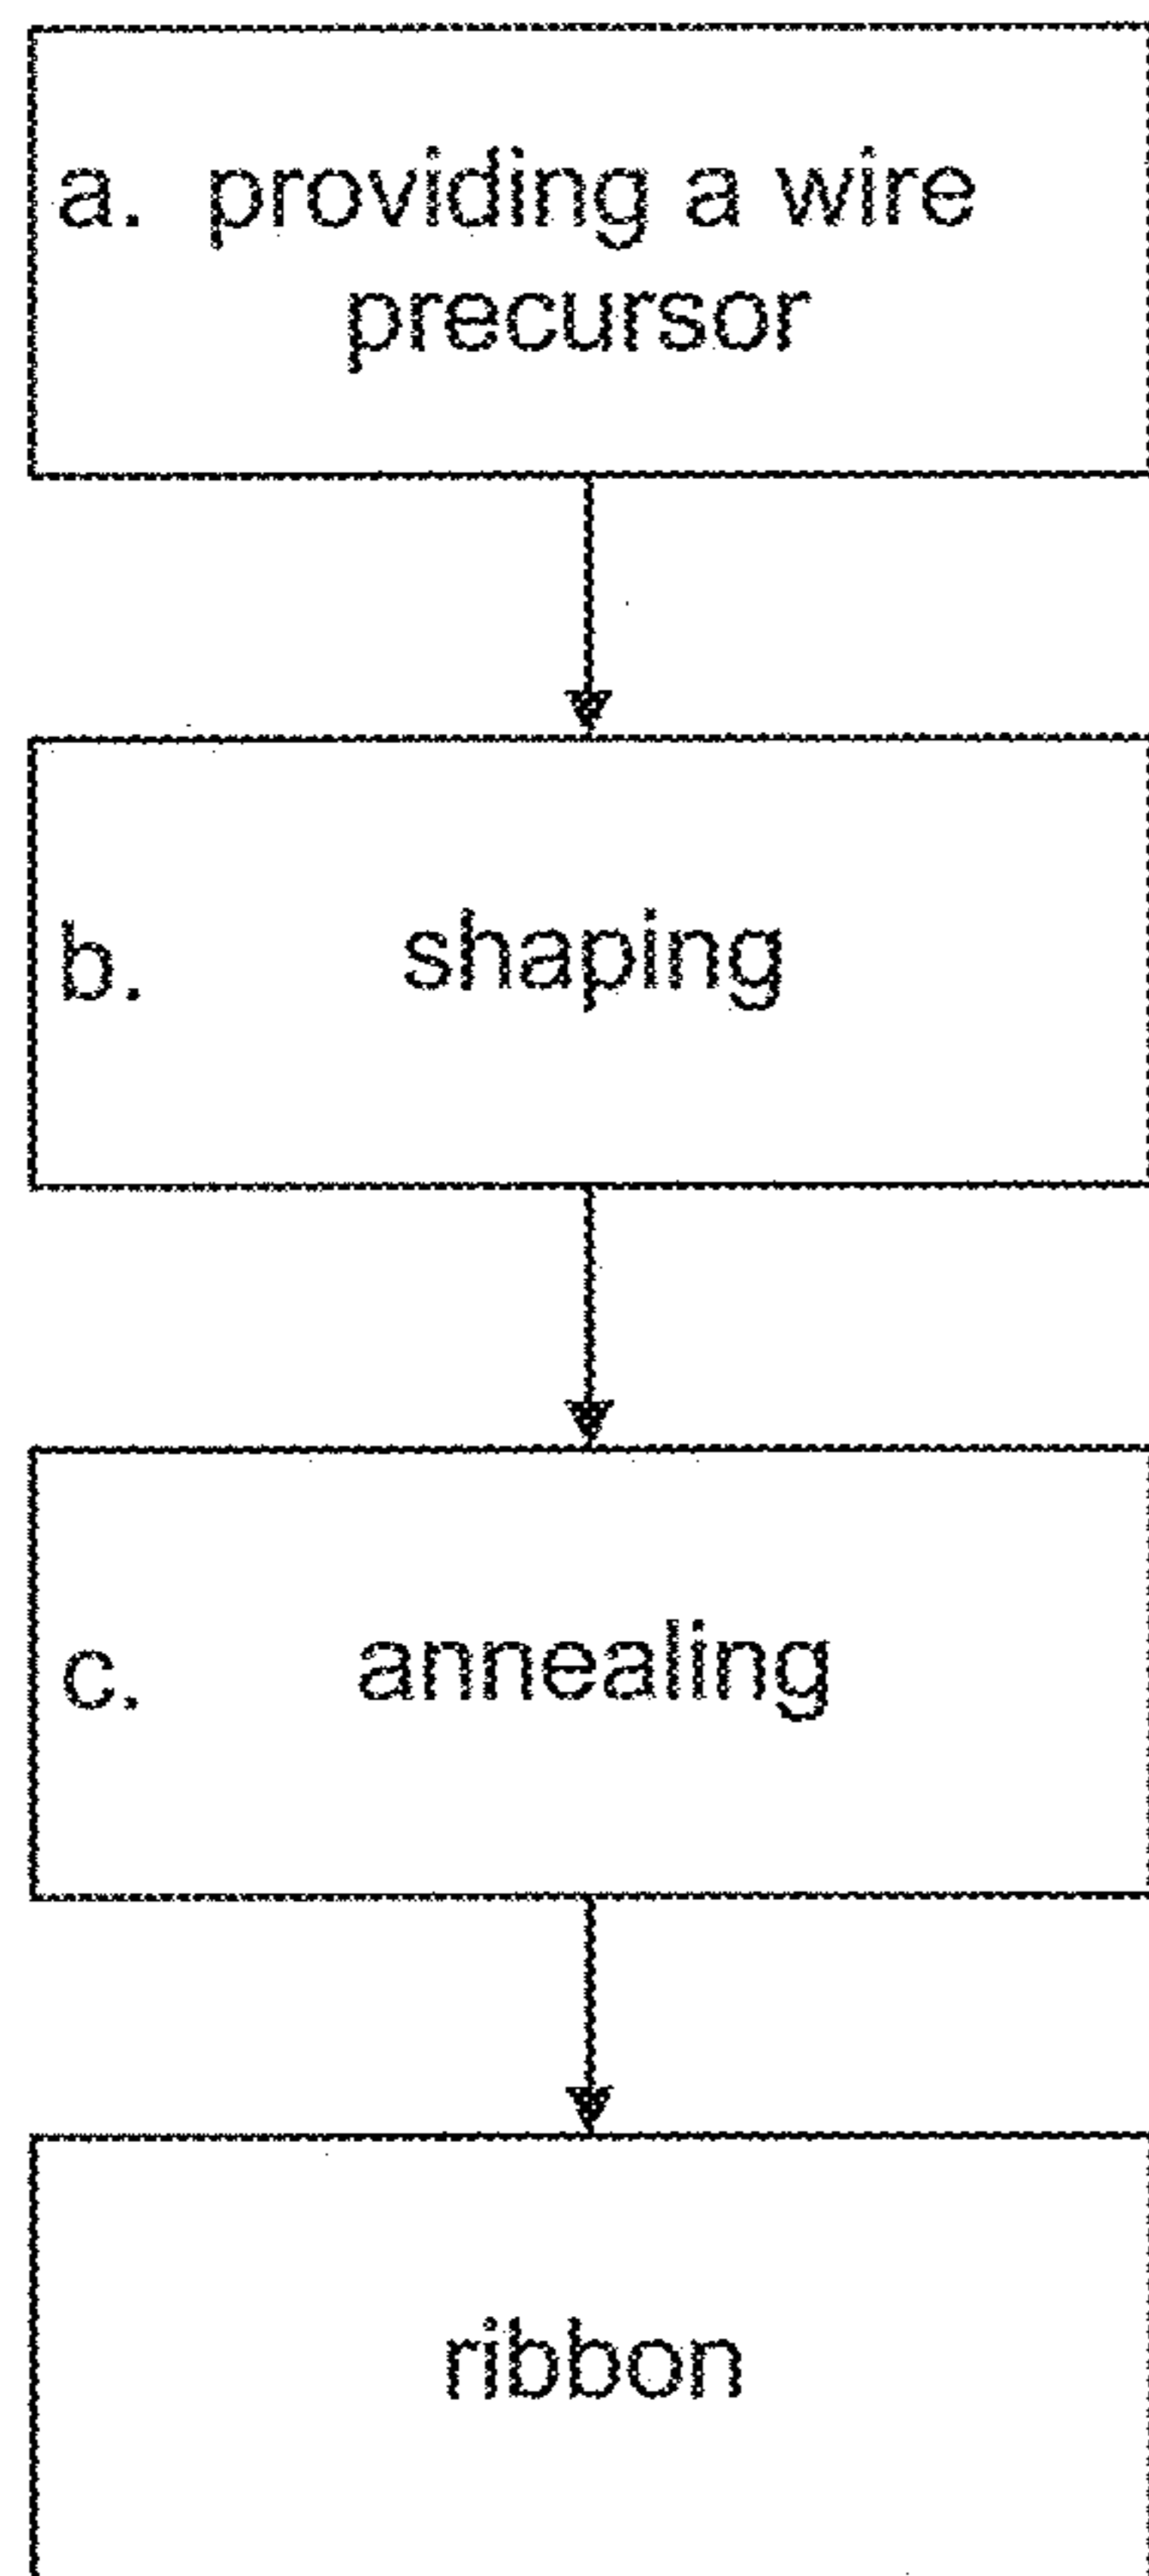 a. providing a wire
precursor
b. shaping
c. annealing
ribbon